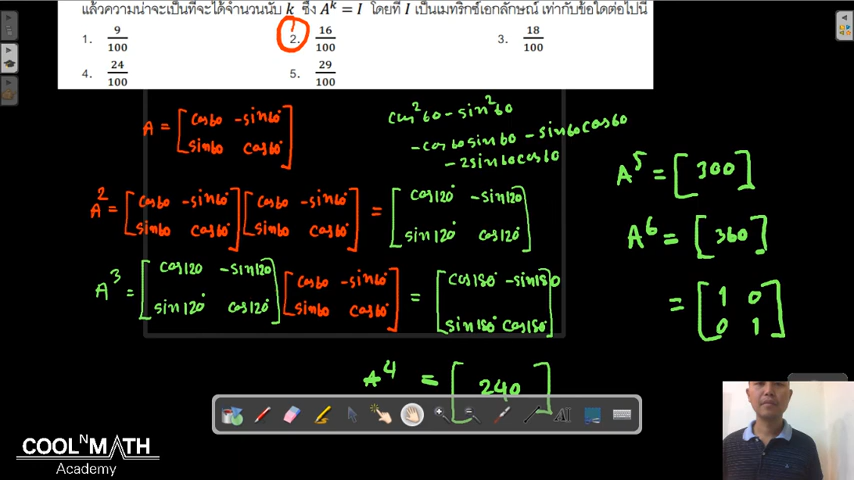 แล้วความน่าจะเป็นที่จะได้จำนวนนับ k ซึ่ง A^k = I โดยที่ I เป็นเมทริกซ์เอกลักษณ์ เท่ากับข้อใดต่อไปนี้
1. 9/100 2. 16/100 3. 18/100
4. 24/100 5. 29/100
A = [cos60 -sin60°
sin60° cos60°]
cos²60 - sin²60
-cos60sin60 - sin60cos60
-2sin60cos60
A² = [cos60 -sin60° [cos60 -sin60° = [cos120° -sin120
sin60 cos60°] sin60 cos60°] sin120° cos120°]
A³ = [cos120 -sin120 [cos60 -sin60° = [cos180° -sin180
sin120° cos120°] sin60 cos60°] sin180° cos180°]
A⁴ = [240]
A⁵ = [300]
A⁶ = [360]
= [1 0
0 1]
AI
COOL N MATH
Academy